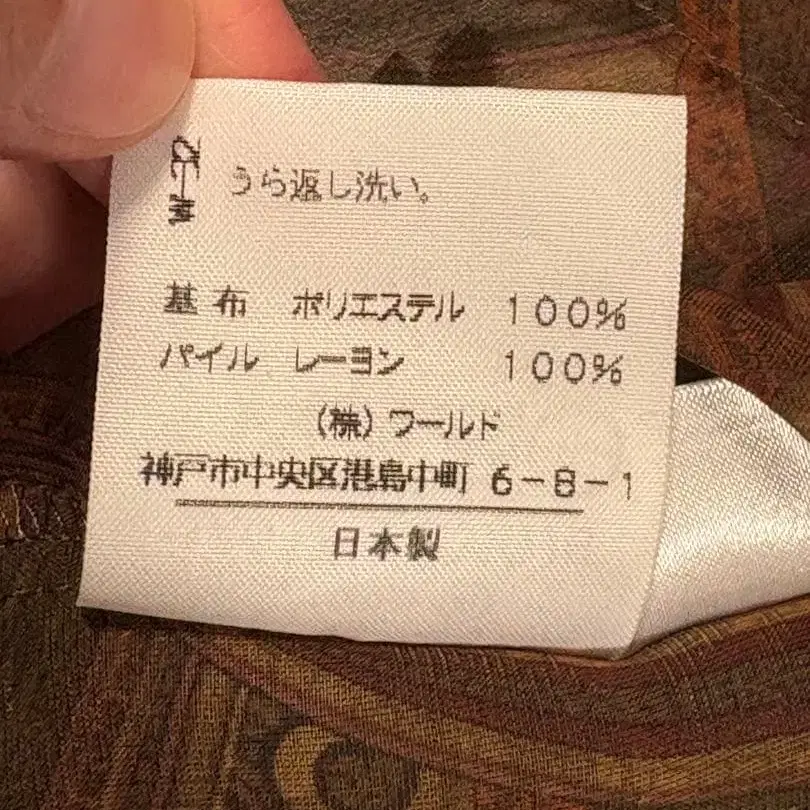 うら返し洗い。
基布 ポリエステル 100%
パイル レーヨン 100%
(株)ワールド
神戸市中央区港島中町 6-8-1
日本製